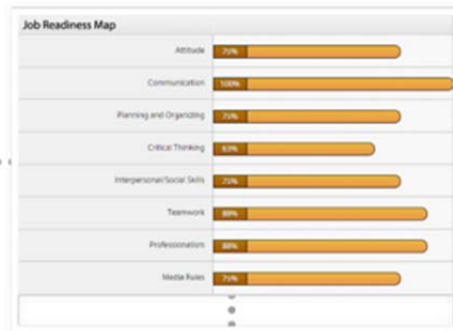 Job Readiness Map
Attitude 75%
Communication 100%
Planning and Organizing 75%
Critical Thinking 63%
Interpersonal/Social Skills 75%
Teamwork 88%
Professionalism 88%
Media Rules 75%